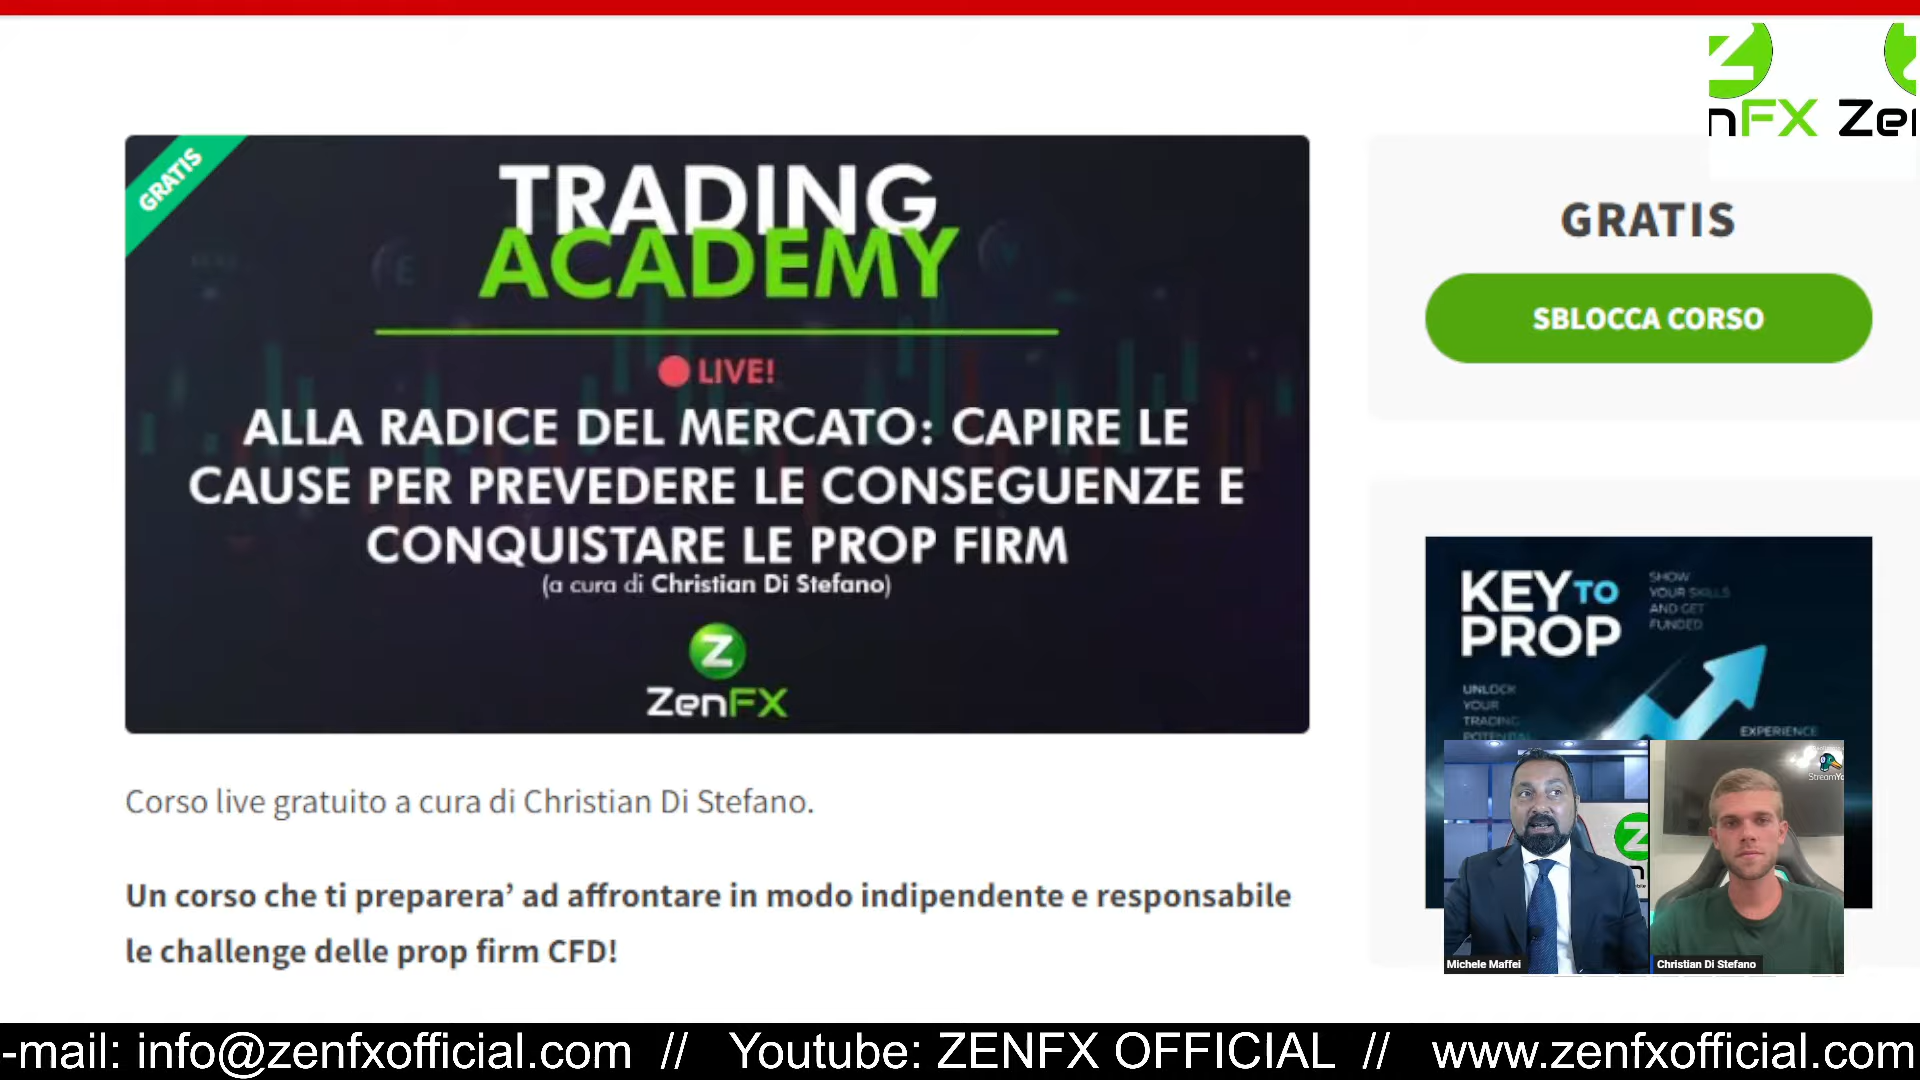 GRATIS
TRADING
ACADEMY
LIVE!
ALLA RADICE DEL MERCATO: CAPIRE LE
CAUSE PER PREVEDERE LE CONSEGUENZE E
CONQUISTARE LE PROP FIRM
(a cura di Christian Di Stefano)
Z
ZenFX
Corso live gratuito a cura di Christian Di Stefano.
Un corso che ti preparera’ ad affrontare in modo indipendente e responsabile
le challenge delle prop firm CFD!
nFX Ze
GRATIS
SBLOCCA CORSO
KEY TO
PROP
SHOW
YOUR SKILLS
AND GET
FUNDED
UNLOCK
YOUR
TRADING
POTENTIAL
EXPERIENCE
Michele Maffei
Christian Di Stefano
-mail: info@zenfxofficial.com // Youtube: ZENFX OFFICIAL // www.zenfxofficial.com